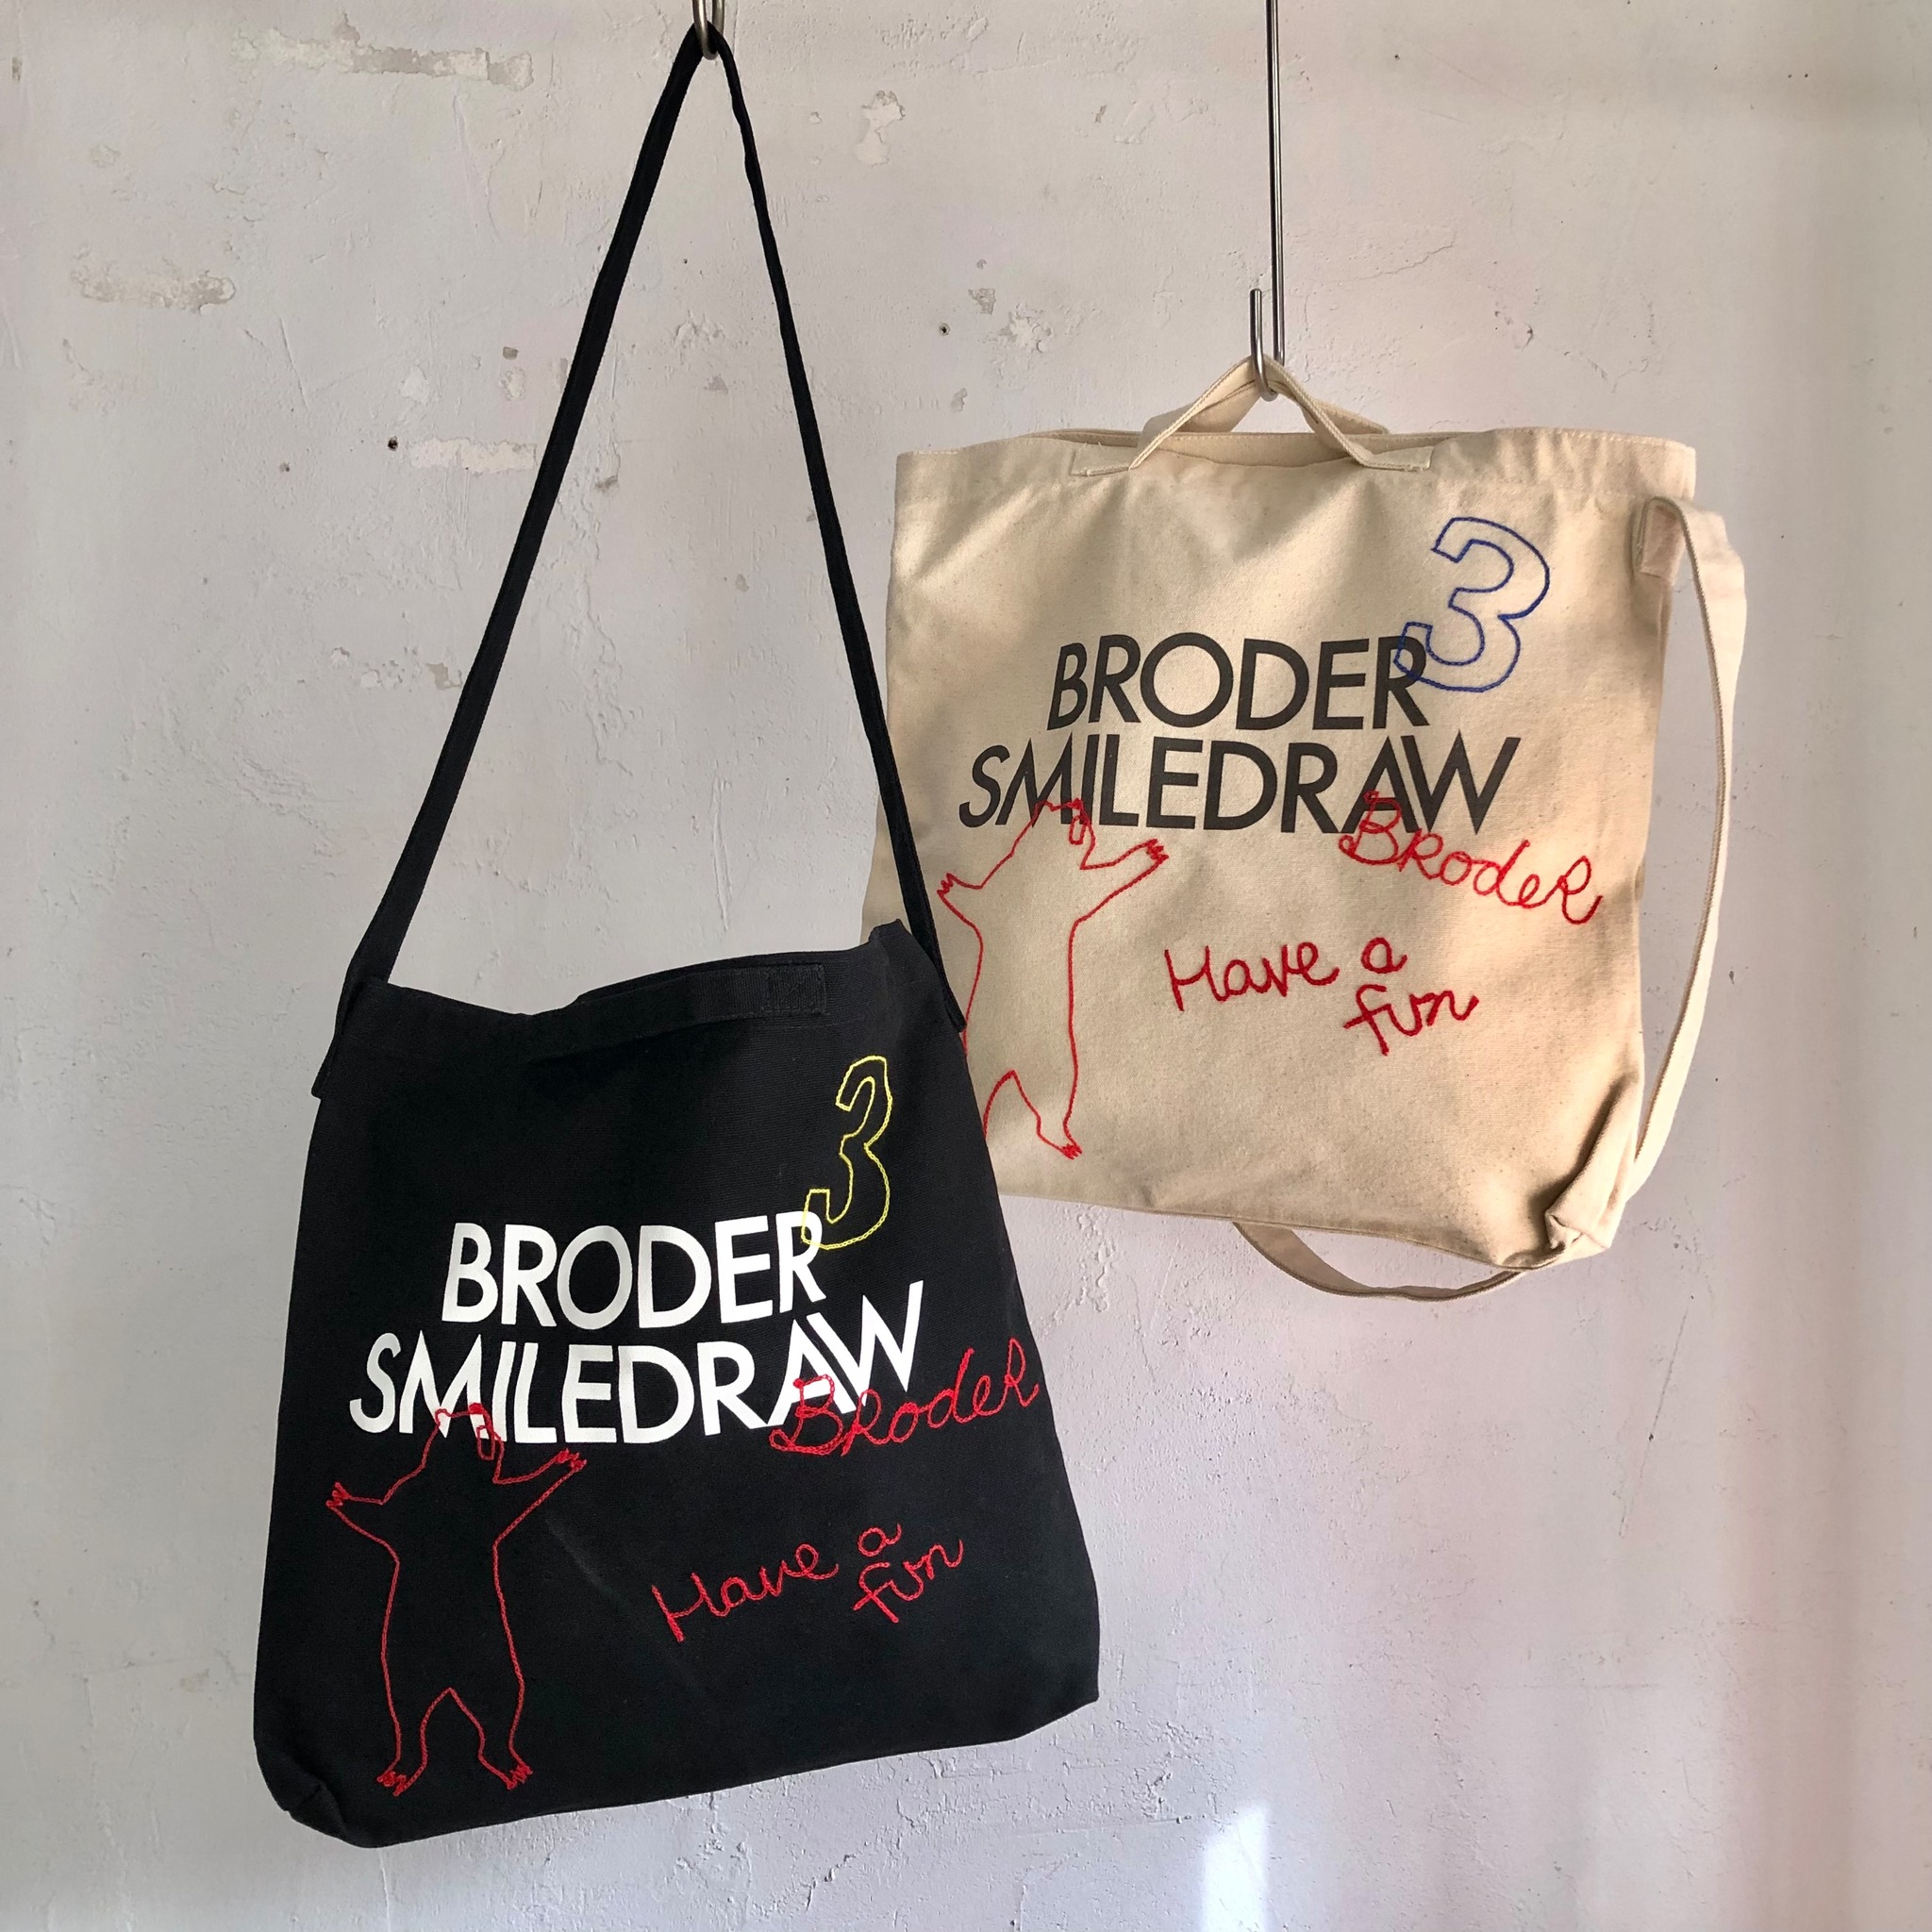 3
BRODER
SMILEDRAW
Broder
Have a
fun
3
BRODER
SMILEDRAW
Broder
Have a
fun